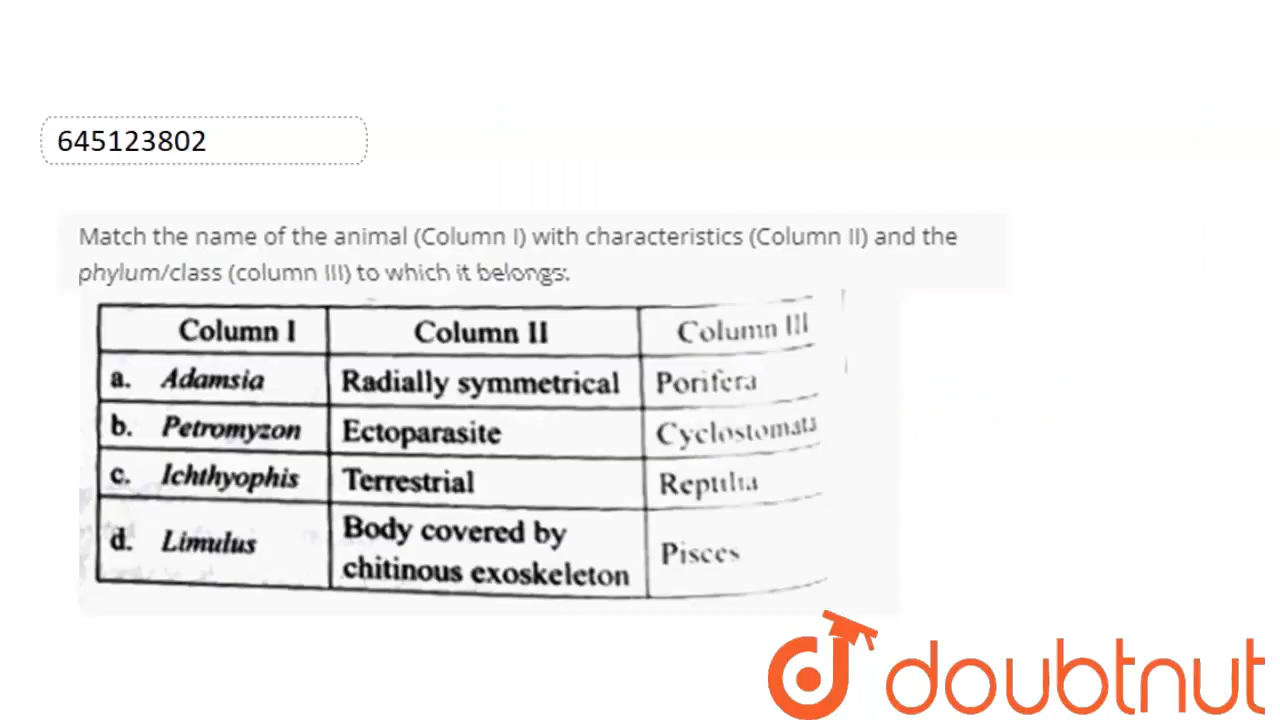 645123802
Match the name of the animal (Column I) with characteristics (Column II) and the
phylum/class (column III) to which it belongs:
Column I Column II Column III
a. Adamsia Radially symmetrical Porifera
b. Petromyzon Ectoparasite Cyclostomata
c. Ichthyophis Terrestrial Reptilia
d. Limulus Body covered by
chitinous exoskeleton Pisces
doubtnut